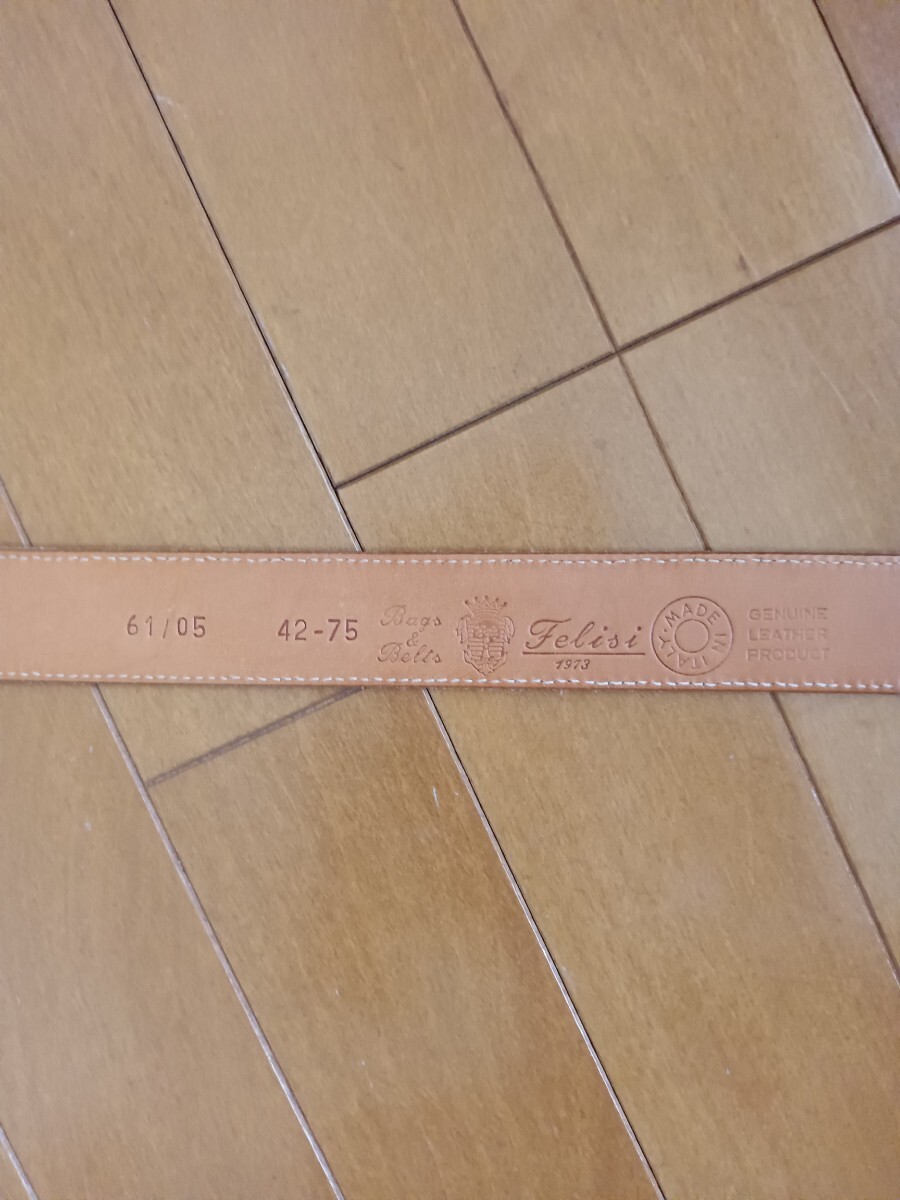 61/05
42-75
Bags
&
Belts
Felisi
1973
MADE IN ITALY
GENUINE
LEATHER
PRODUCT